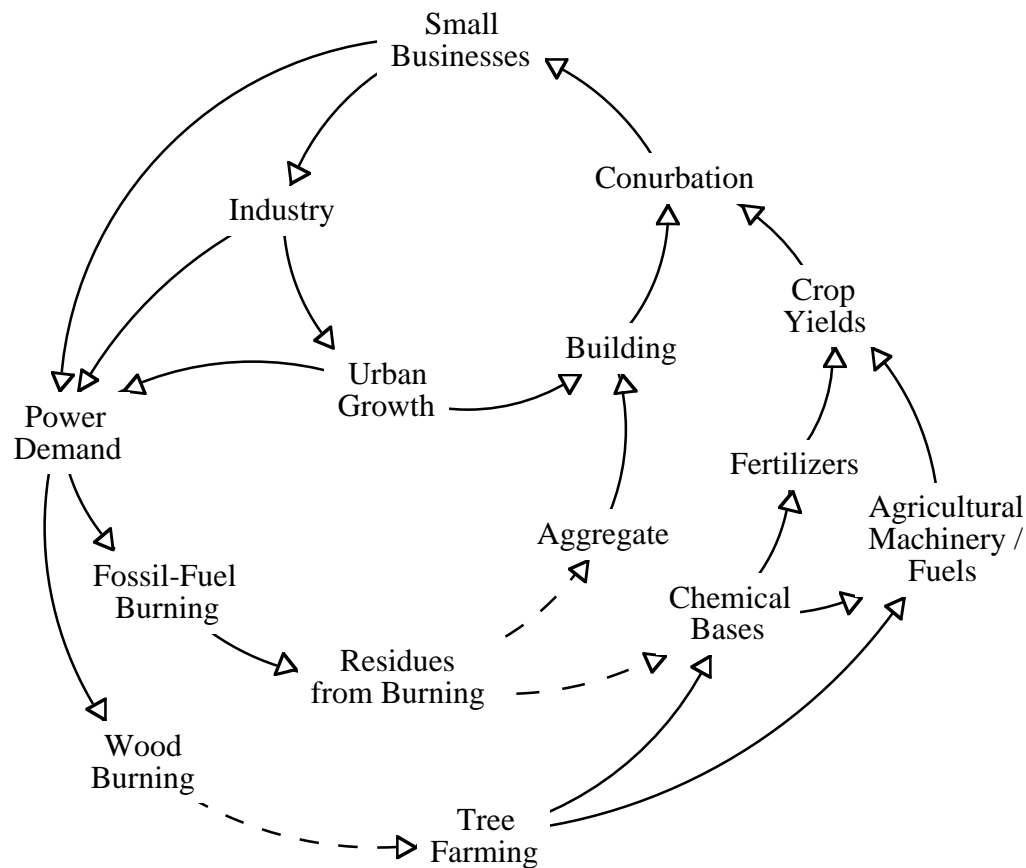 Small
Businesses
Conurbation
Industry
Crop
Yields
Building
Urban
Growth
Power
Demand
Fertilizers
Agricultural
Machinery /
Fuels
Aggregate
Fossil-Fuel
Burning
Chemical
Bases
Residues
from Burning
Wood
Burning
Tree
Farming